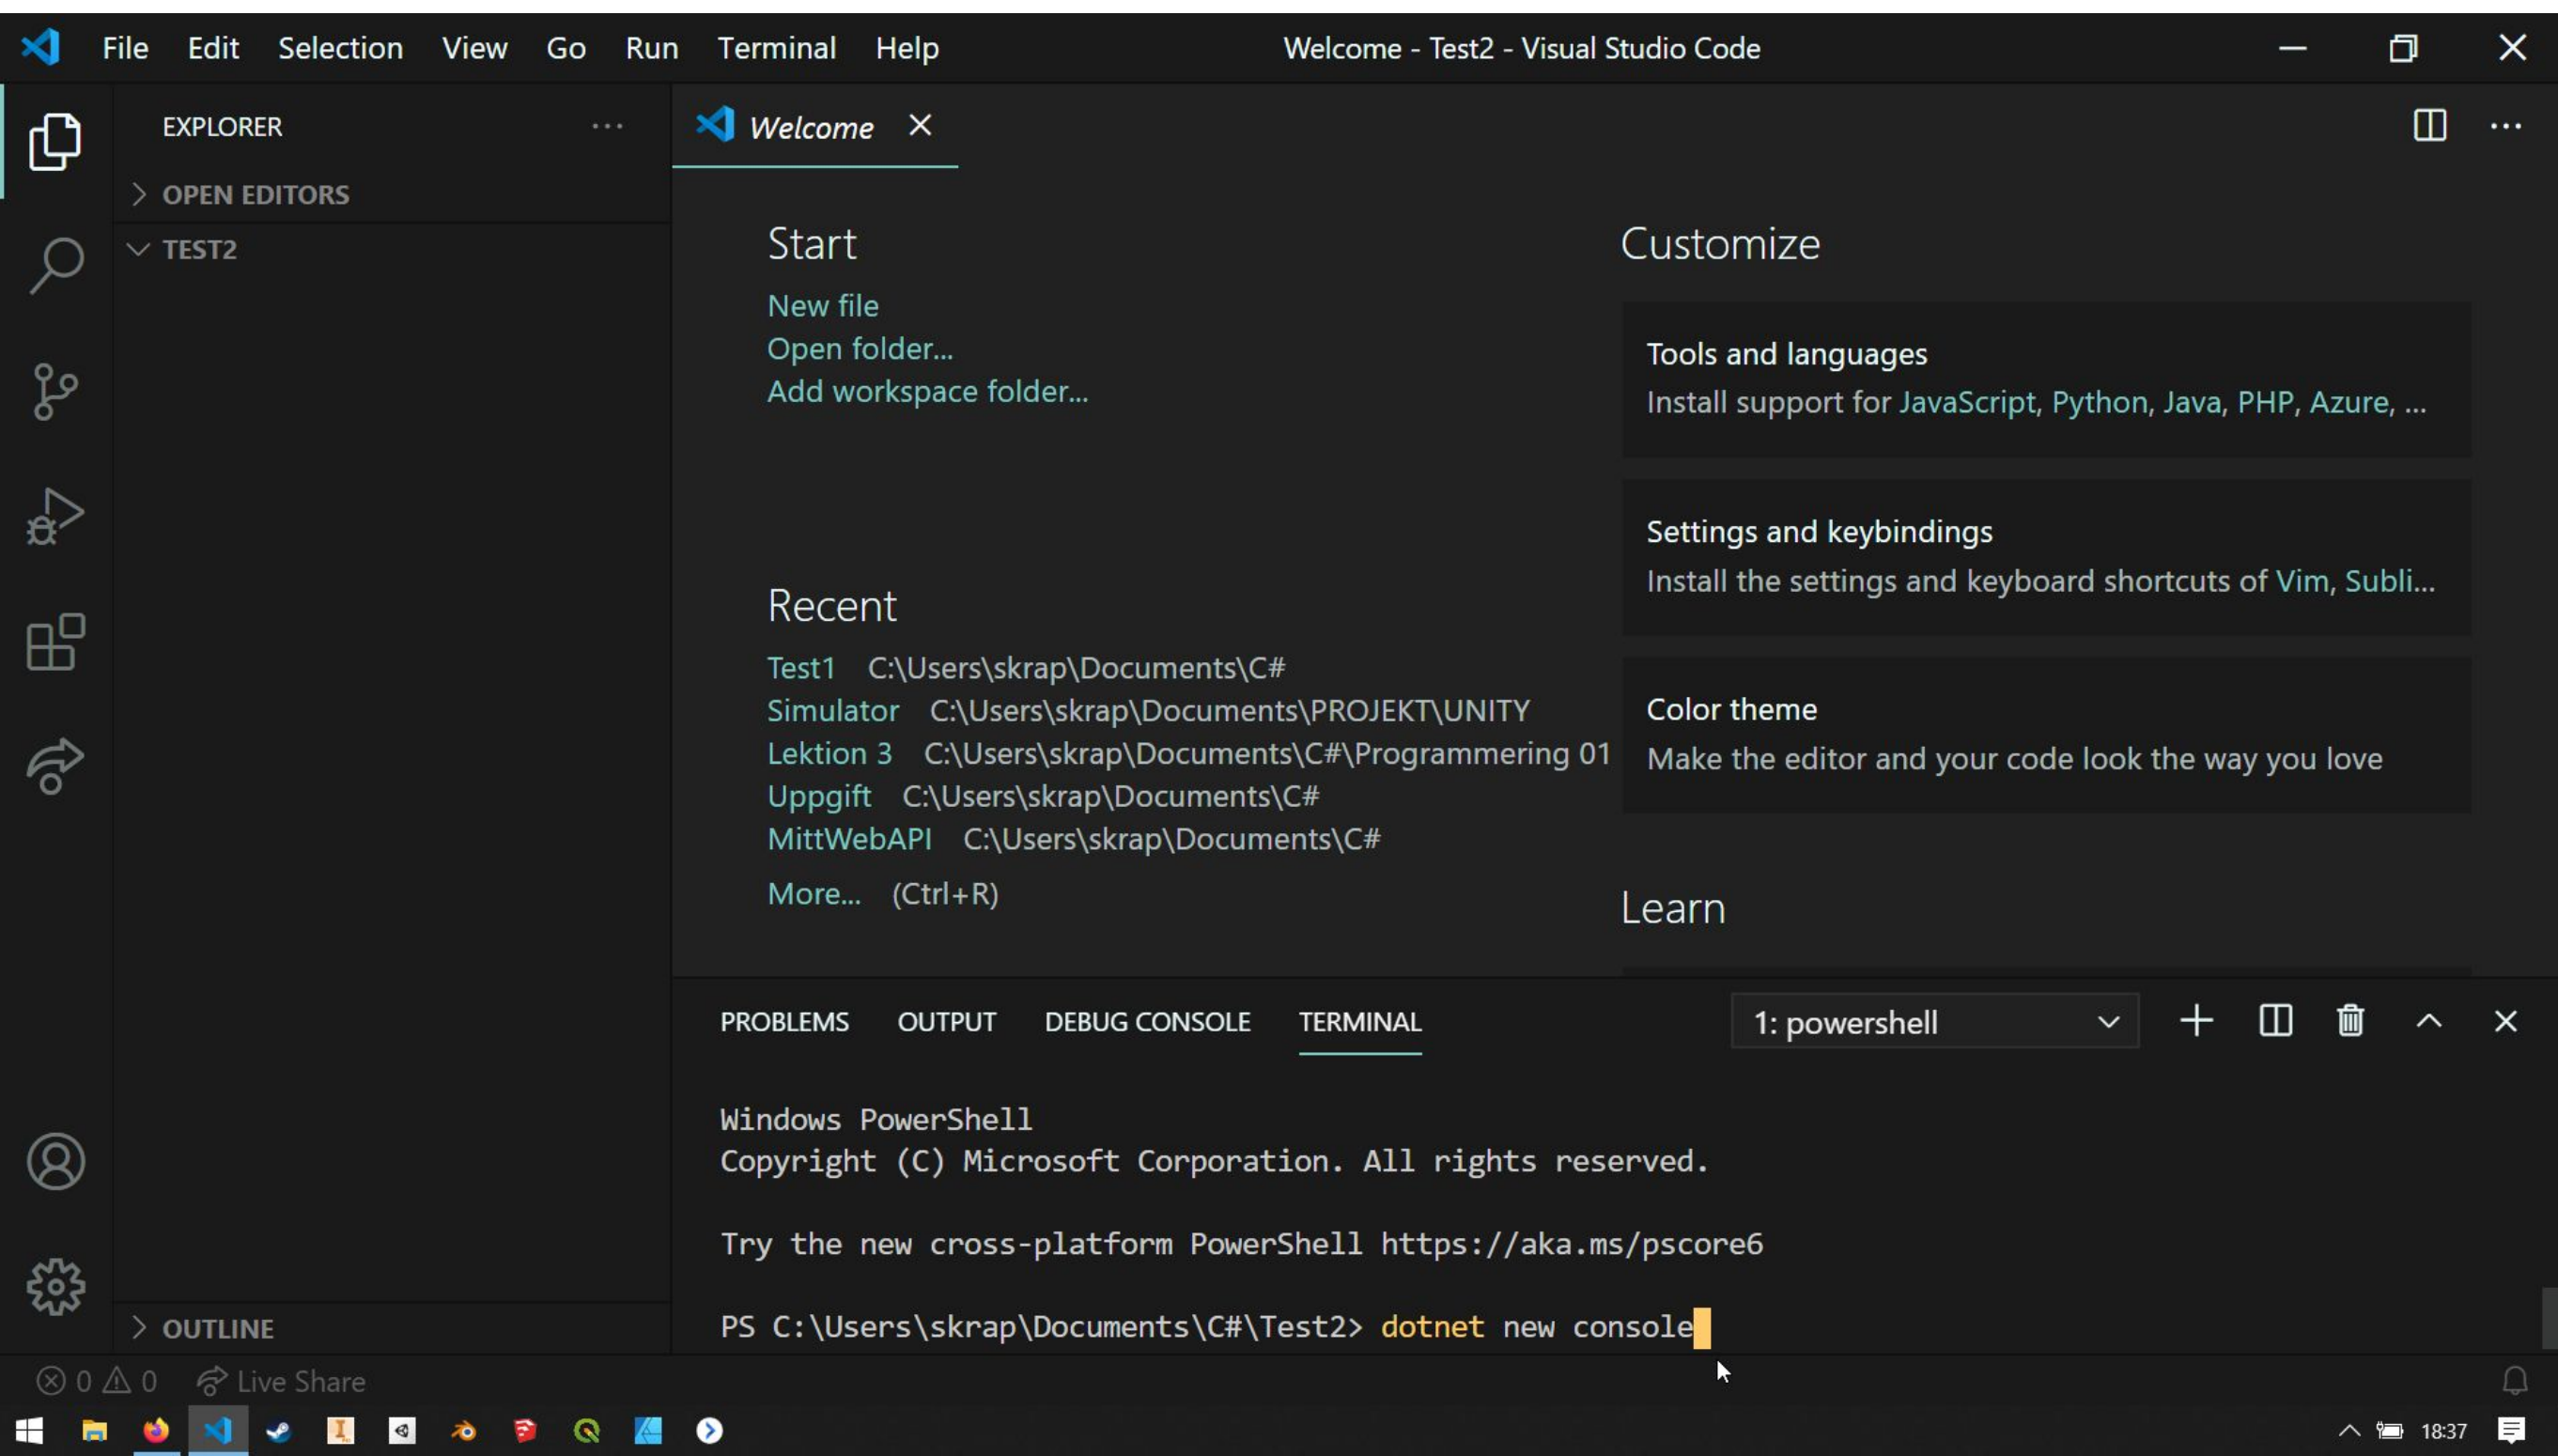 File Edit Selection View Go Run Terminal Help
Welcome - Test2 - Visual Studio Code
EXPLORER
OPEN EDITORS
TEST2
OUTLINE
Welcome
Start
New file
Open folder...
Add workspace folder...
Recent
Test1 C:\Users\skrap\Documents\C#
Simulator C:\Users\skrap\Documents\PROJEKT\UNITY
Lektion 3 C:\Users\skrap\Documents\C#\Programmering 01
Uppgift C:\Users\skrap\Documents\C#
MittWebAPI C:\Users\skrap\Documents\C#
More... (Ctrl+R)
Customize
Tools and languages
Install support for JavaScript, Python, Java, PHP, Azure, ...
Settings and keybindings
Install the settings and keyboard shortcuts of Vim, Subli...
Color theme
Make the editor and your code look the way you love
Learn
PROBLEMS OUTPUT DEBUG CONSOLE TERMINAL
1: powershell
Windows PowerShell
Copyright (C) Microsoft Corporation. All rights reserved.
Try the new cross-platform PowerShell https://aka.ms/pscore6
PS C:\Users\skrap\Documents\C#\Test2> dotnet new console
0 0 Live Share
18:37